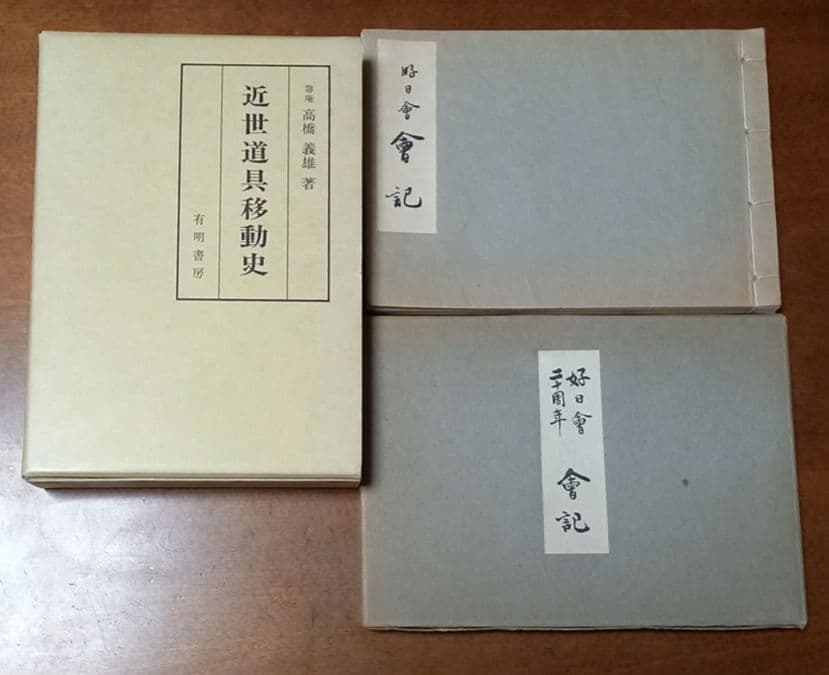 箒庵 高橋義雄 著
近世道具移動史
有明書房
好日會 會記
好日會
二十周年
會記